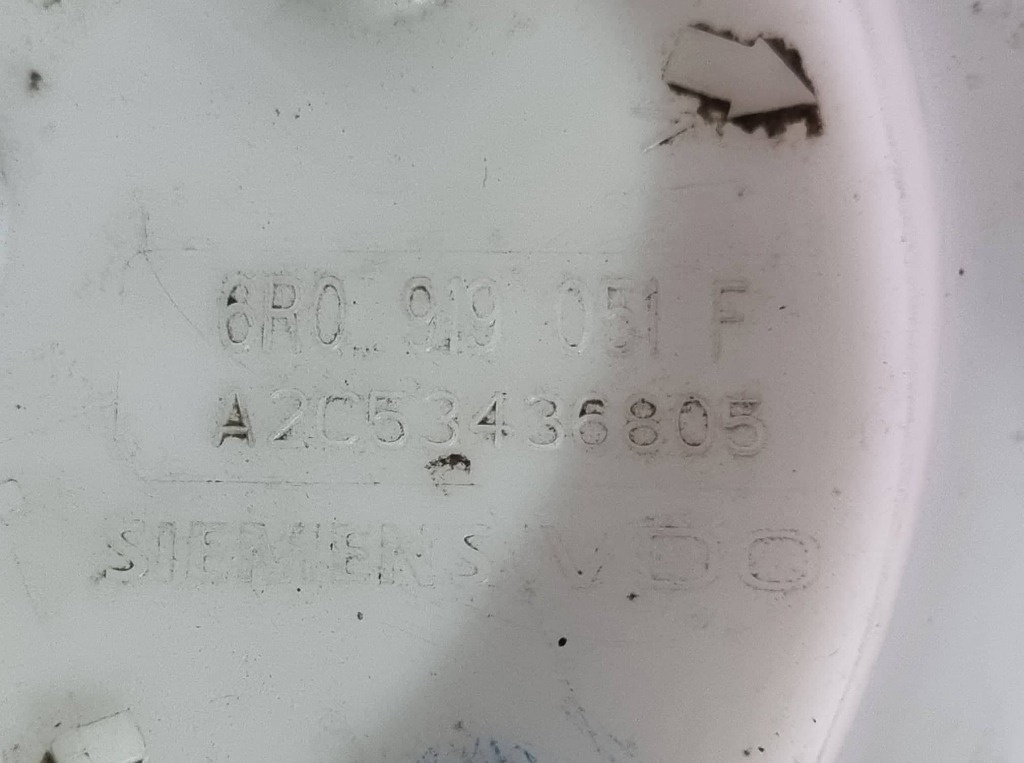 6R0 919 051 F
A2C53436805
SIEMENS VDO